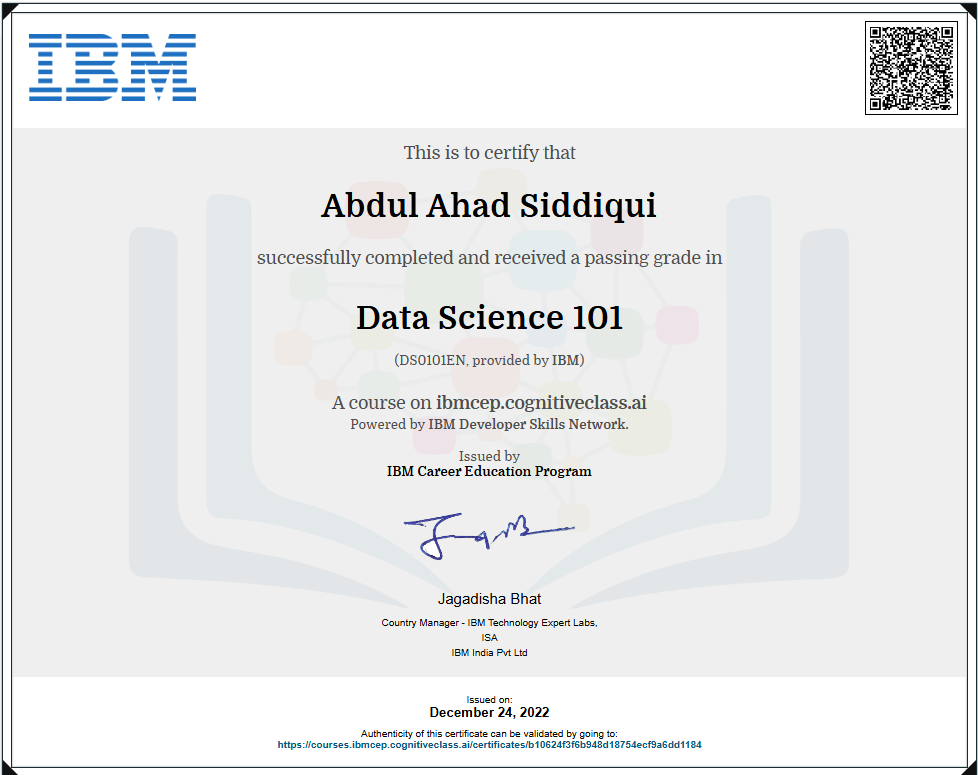 IBM
This is to certify that
Abdul Ahad Siddiqui
successfully completed and received a passing grade in
Data Science 101
(DS0101EN, provided by IBM)
A course on ibmcep.cognitiveclass.ai
Powered by IBM Developer Skills Network.
Issued by
IBM Career Education Program
Jagadisha Bhat
Country Manager - IBM Technology Expert Labs,
ISA
IBM India Pvt Ltd
Issued on:
December 24, 2022
Authenticity of this certificate can be validated by going to:
https://courses.ibmcep.cognitiveclass.ai/certificates/b10624f3f6b948d18754ecf9a6dd1184